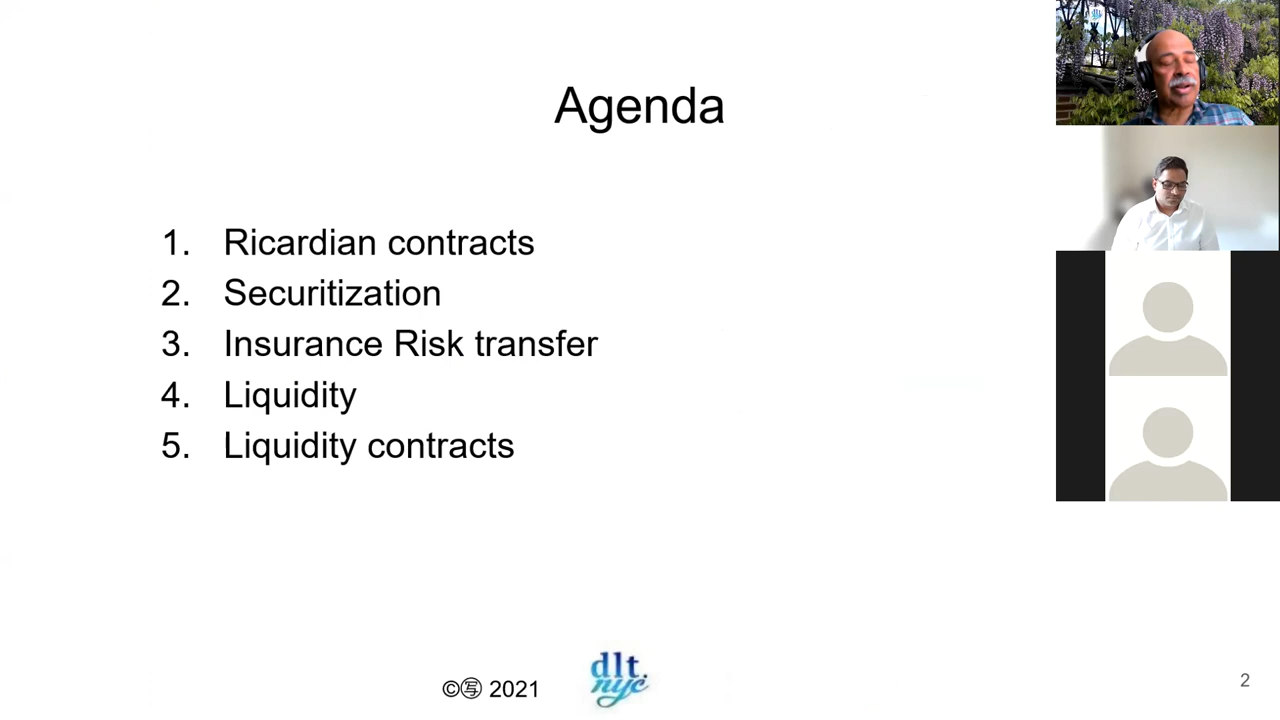 Agenda
1. Ricardian contracts
2. Securitization
3. Insurance Risk transfer
4. Liquidity
5. Liquidity contracts
©㊢ 2021
dlt.
nyc
2